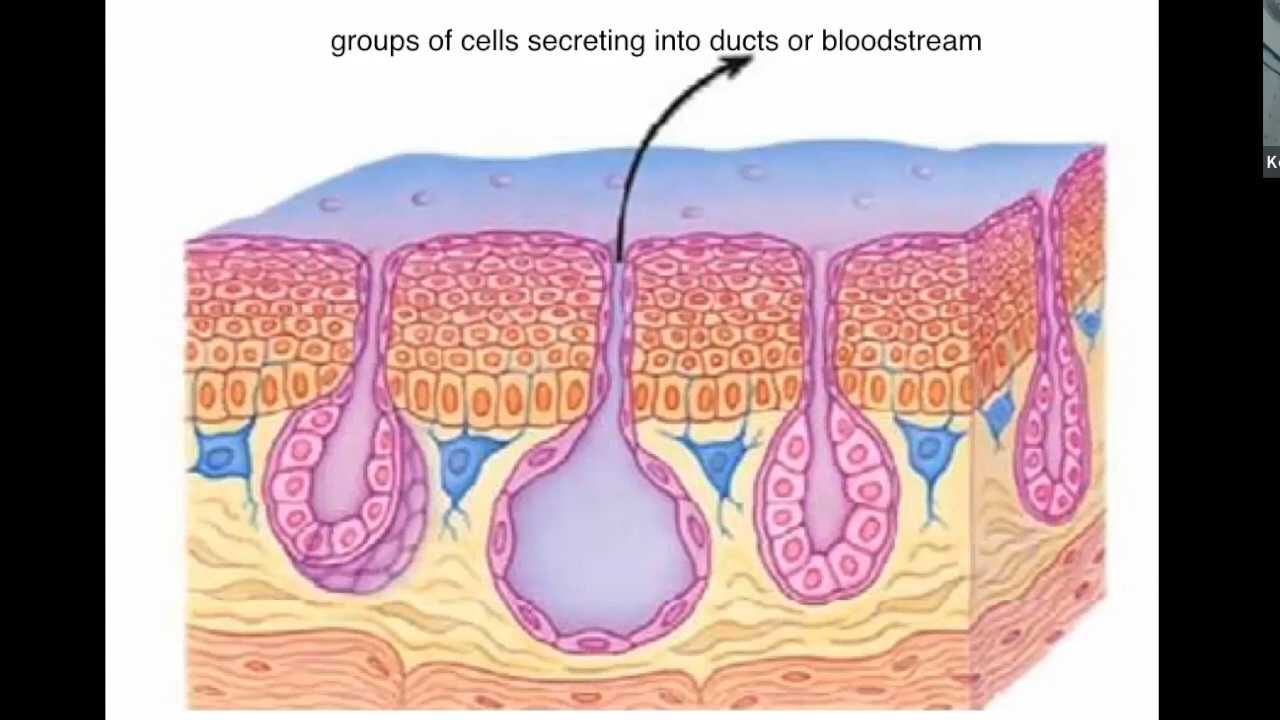 groups of cells secreting into ducts or bloodstream